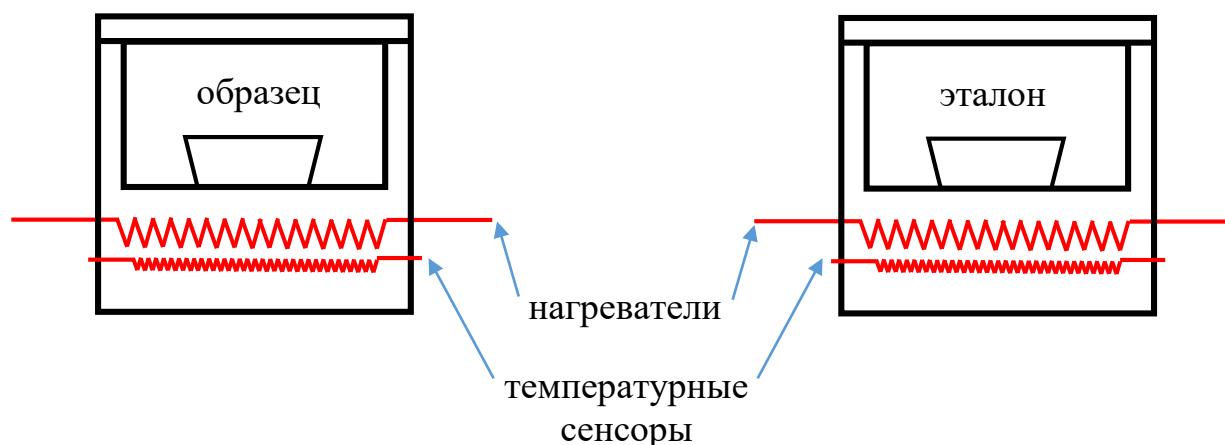 образец
эталон
нагреватели
температурные
сенсоры